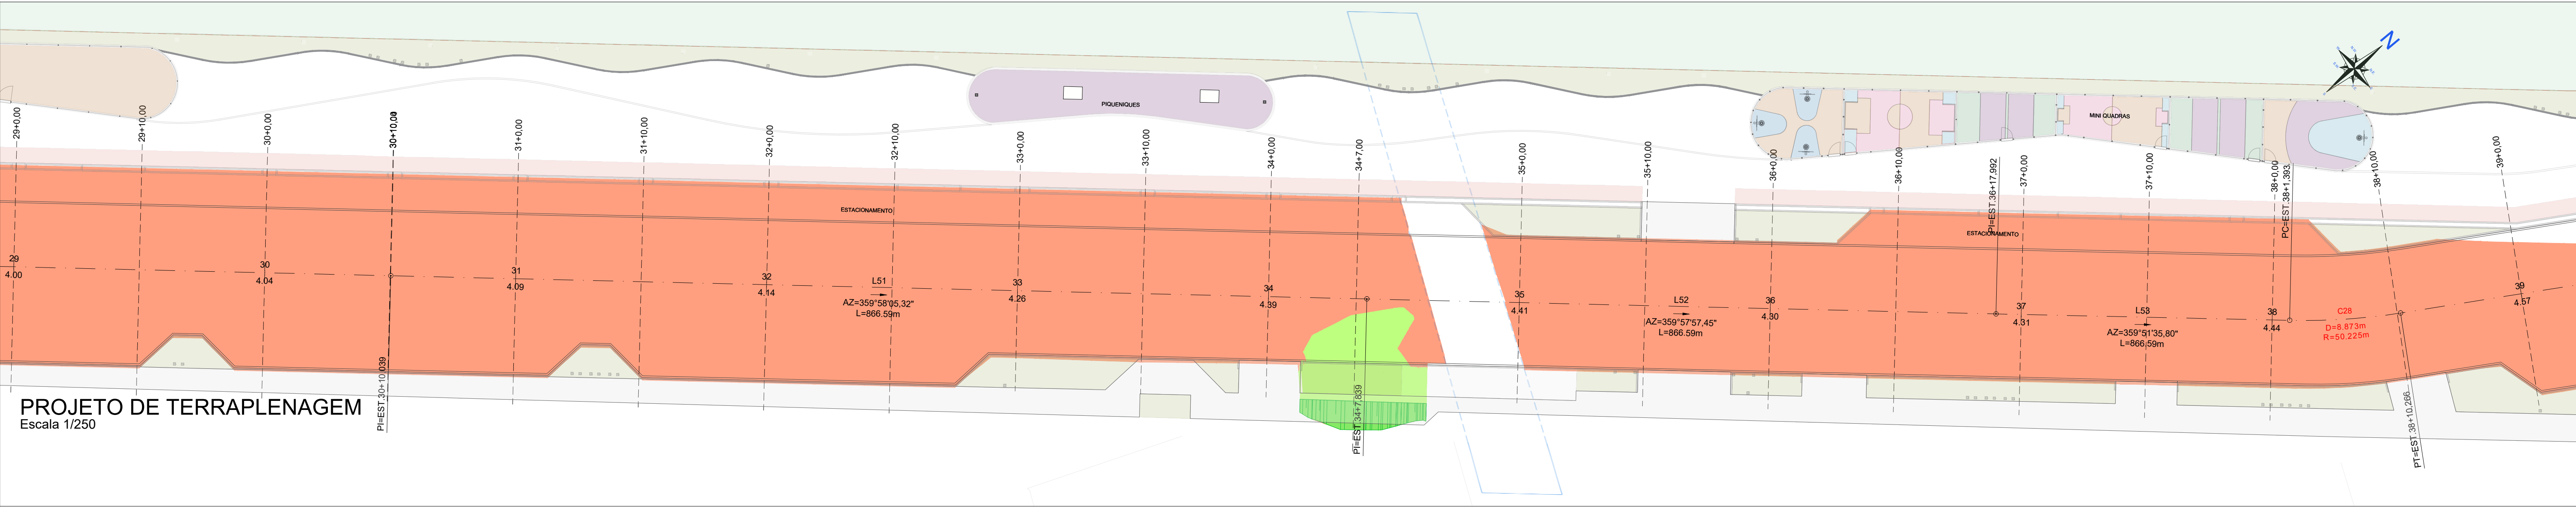 N
PIQUENIQUES
MINI QUADRAS
29+0,00
29+10,00
30+0,00
30+10,00
31+0,00
31+10,00
32+0,00
32+10,00
33+0,00
33+10,00
34+0,00
34+7,00
35+0,00
35+10,00
36+0,00
36+10,00
PI=EST.36+17,992
37+0,00
37+10,00
38+0,00
PC=EST.38+1,393
38+10,00
39+0,00
ESTACIONAMENTO
ESTACIONAMENTO
29
4.00
30
4.04
31
4.09
32
4.14
L51
AZ=359°58'05,32"
L=866.59m
33
4.26
34
4.39
35
4.41
L52
AZ=359°57'57,45"
L=866.59m
36
4.30
37
4.31
L53
AZ=359°51'35,80"
L=866.59m
38
4.44
C28
D=8.873m
R=50.225m
39
4.57
PI=EST.30+10,039
PI=EST.34+7,839
PT=EST.38+10,266
PROJETO DE TERRAPLENAGEM
Escala 1/250